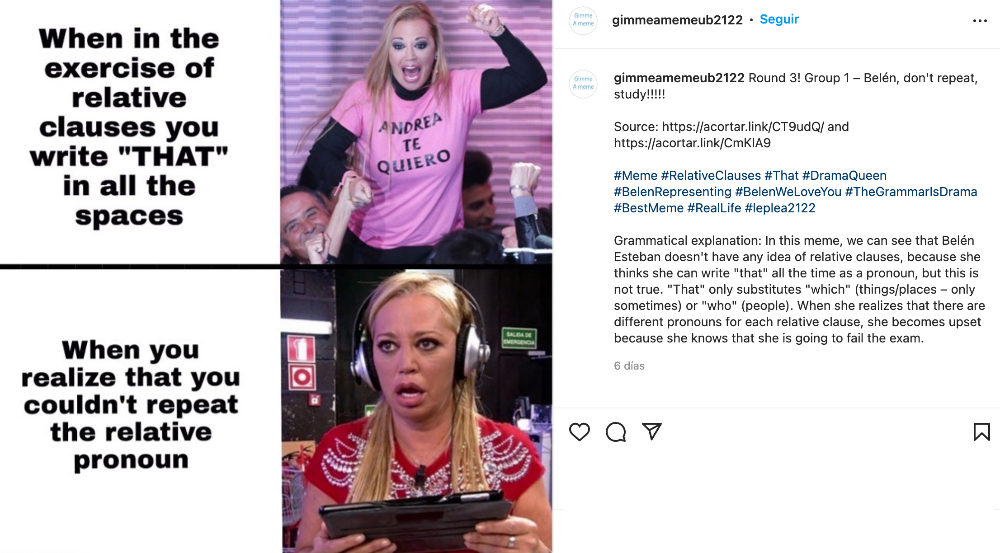 When in the
exercise of
relative
clauses you
write "THAT"
in all the
spaces
ANDREA
TE
QUIERO
When you
realize that you
couldn't repeat
the relative
pronoun
SALIDA DE
EMERGENCIA
Gimme
A meme
gimmeamemeub2122 • Seguir
Gimme
A meme
gimmeamemeub2122 Round 3! Group 1 – Belén, don't repeat,
study!!!!!
Source: https://acortar.link/CT9udQ/ and
https://acortar.link/CmKlA9
#Meme #RelativeClauses #That #DramaQueen
#BelenRepresenting #BelenWeLoveYou #TheGrammarIsDrama
#BestMeme #RealLife #leplea2122
Grammatical explanation: In this meme, we can see that Belén
Esteban doesn't have any idea of relative clauses, because she
thinks she can write "that" all the time as a pronoun, but this is
not true. "That" only substitutes "which" (things/places – only
sometimes) or "who" (people). When she realizes that there are
different pronouns for each relative clause, she becomes upset
because she knows that she is going to fail the exam.
6 días